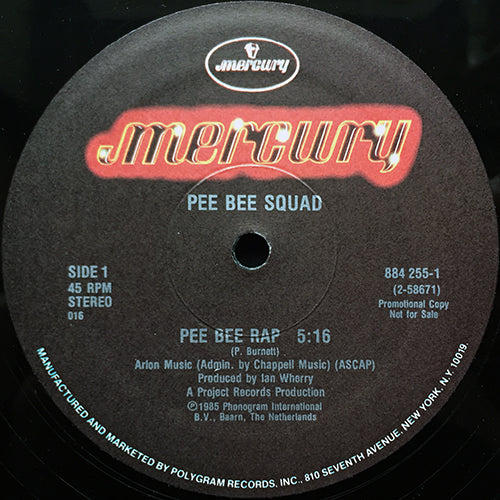 mercury
mercury
PEE BEE SQUAD
SIDE 1
45 RPM
STEREO
016
884 255-1
(2-58671)
Promotional Copy
Not for Sale
PEE BEE RAP 5:16
(P. Burnett)
Arlon Music (Admin. by Chappell Music) (ASCAP)
Produced by Ian Wherry
A Project Records Production
℗1985 Phonogram International
B.V., Baarn, The Netherlands
MANUFACTURED AND MARKETED BY POLYGRAM RECORDS, INC., 810 SEVENTH AVENUE, NEW YORK, N.Y. 10019.